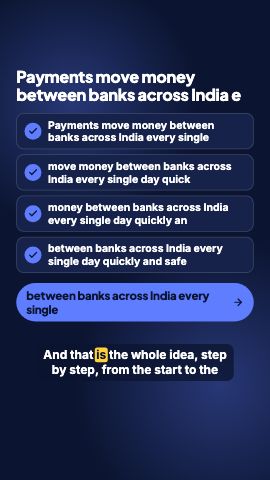 Payments move money
between banks across India e
Payments move money between
banks across India every single
move money between banks across
India every single day quick
money between banks across India
every single day quickly an
between banks across India every
single day quickly and safe
between banks across India every
single
And that is the whole idea, step
by step, from the start to the